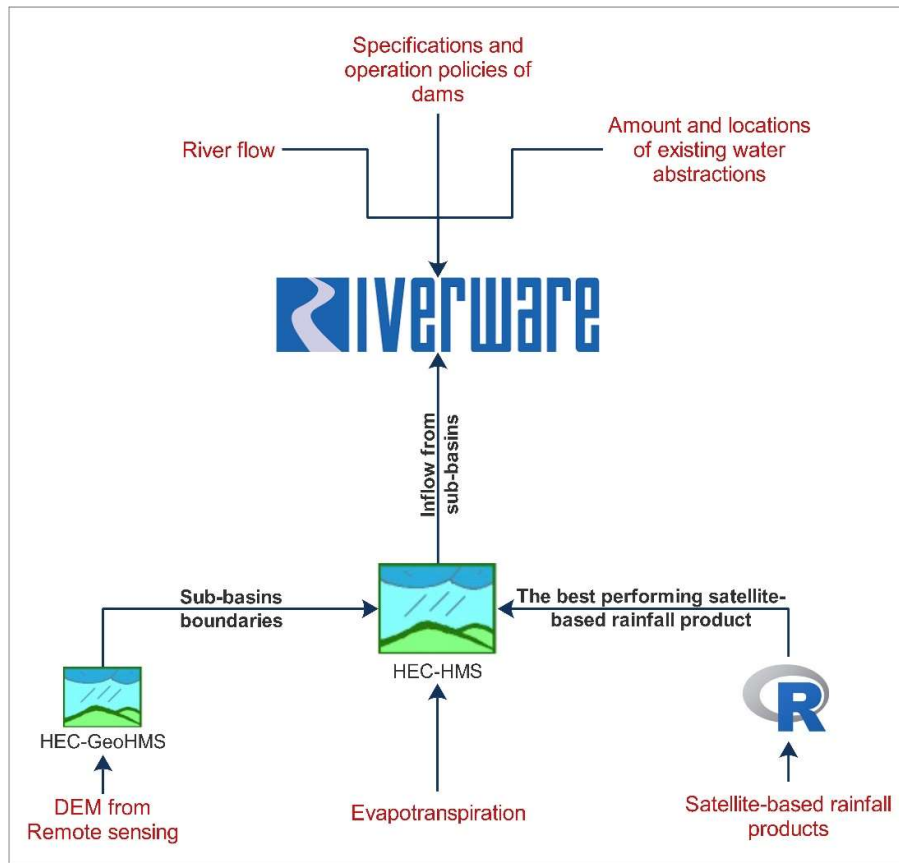 Specifications and
operation policies of
dams
River flow
Amount and locations
of existing water
abstractions
RIVERWARE
Inflow from
sub-basins
Sub-basins
boundaries
The best performing satellite-
based rainfall product
HEC-HMS
R
HEC-GeoHMS
DEM from
Remote sensing
Evapotranspiration
Satellite-based rainfall
products